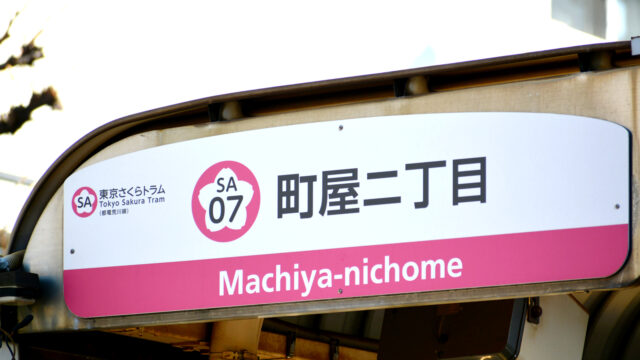 SA
東京さくらトラム
Tokyo Sakura Tram
(都電荒川線)
SA
07
町屋二丁目
Machiya-nichome